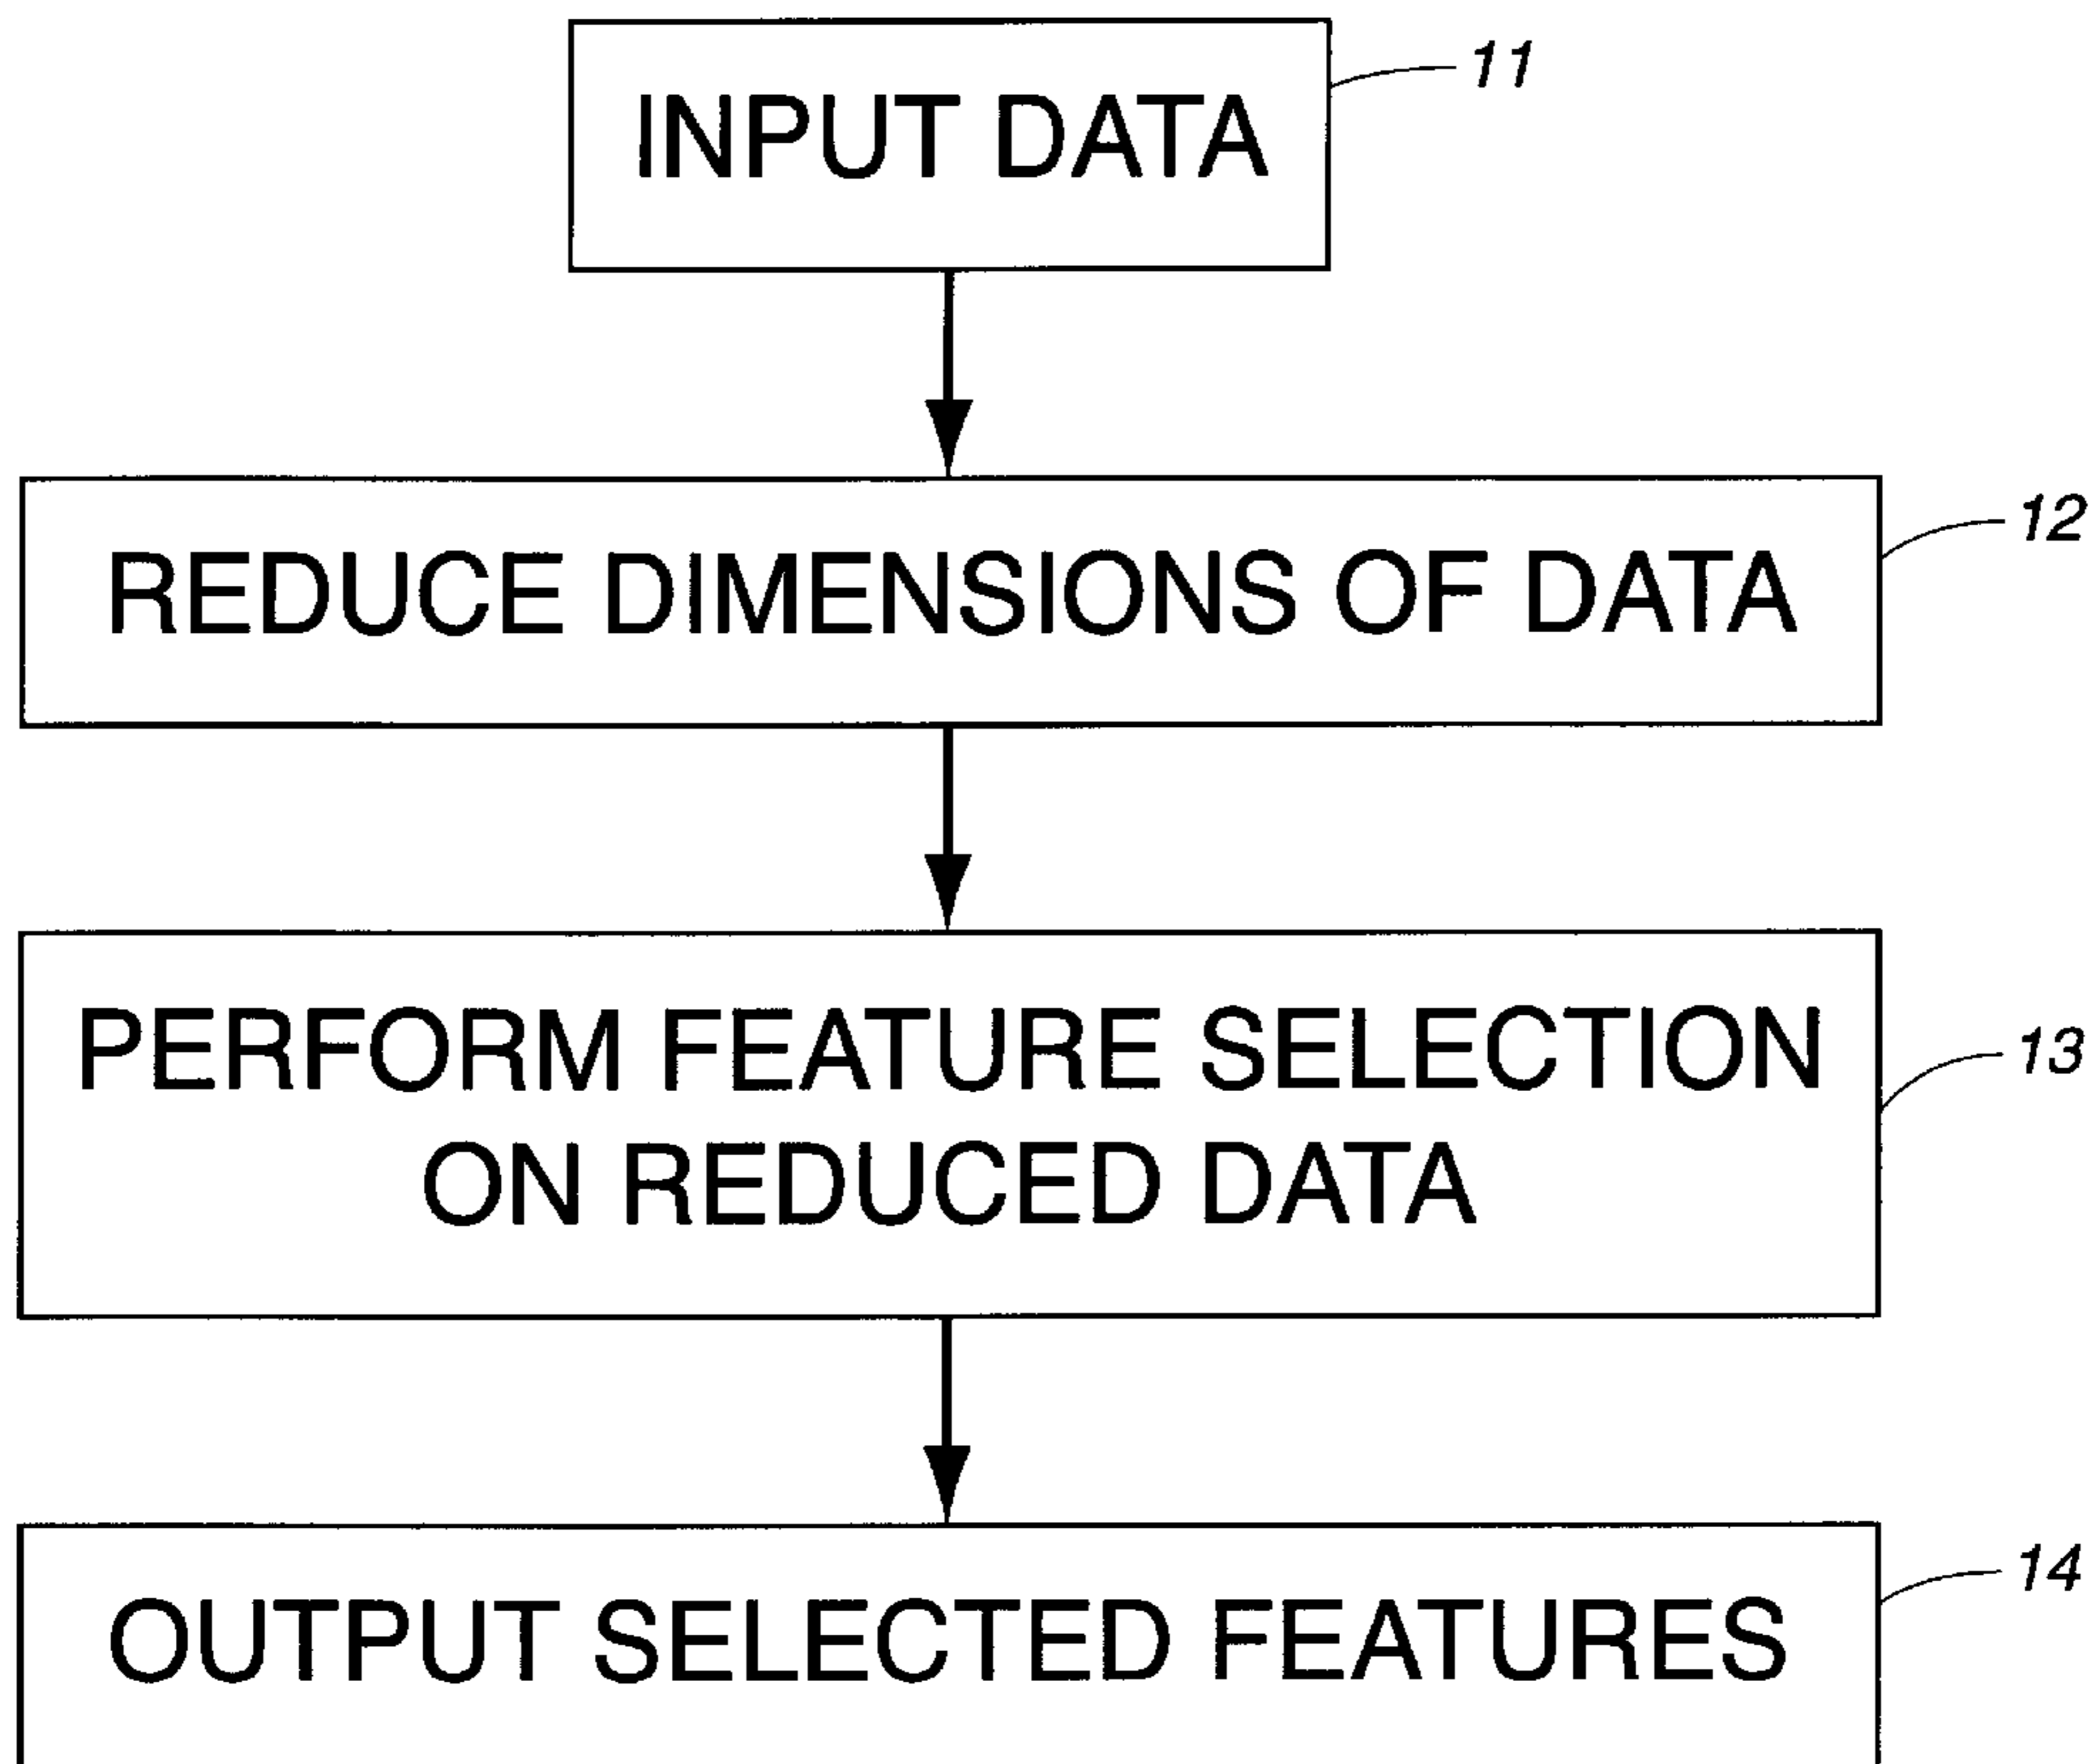 INPUT DATA
11
REDUCE DIMENSIONS OF DATA
12
PERFORM FEATURE SELECTION
ON REDUCED DATA
13
OUTPUT SELECTED FEATURES
14